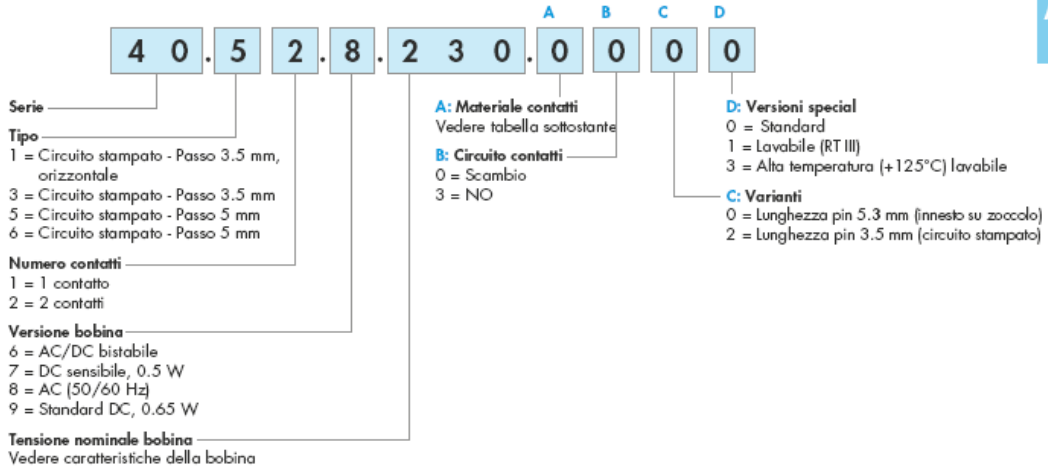 A B C D
4 0 . 5 2 . 8 . 2 3 0 . 0 0 0 0
Serie
Tipo
1 = Circuito stampato - Passo 3.5 mm,
orizzontale
3 = Circuito stampato - Passo 3.5 mm
5 = Circuito stampato - Passo 5 mm
6 = Circuito stampato - Passo 5 mm
Numero contatti
1 = 1 contatto
2 = 2 contatti
Versione bobina
6 = AC/DC bistabile
7 = DC sensibile, 0.5 W
8 = AC (50/60 Hz)
9 = Standard DC, 0.65 W
Tensione nominale bobina
Vedere caratteristiche della bobina
A: Materiale contatti
Vedere tabella sottostante
B: Circuito contatti
0 = Scambio
3 = NO
D: Versioni special
0 = Standard
1 = Lavabile (RT III)
3 = Alta temperatura (+125°C) lavabile
C: Varianti
0 = Lunghezza pin 5.3 mm (innesto su zoccolo)
2 = Lunghezza pin 3.5 mm (circuito stampato)